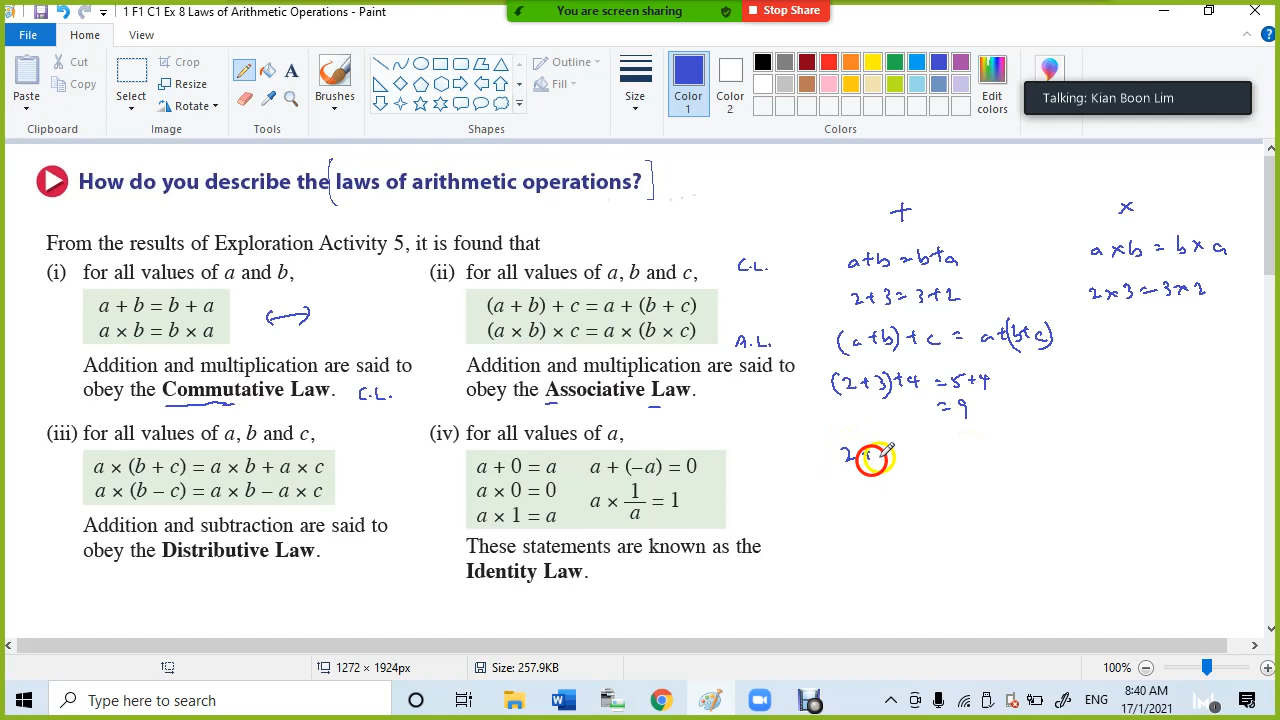 1 F1 C1 Ex 8 Laws of Arithmetic Operations - Paint
You are screen sharing
Stop Share
File Home View
Paste
Cut
Copy
Clipboard
Select
Crop
Resize
Rotate
Image
A
Tools
Brushes
Outline
Fill
Shapes
Size
Color 1
Color 2
Edit colors
Colors
Talking: Kian Boon Lim
How do you describe the laws of arithmetic operations?
From the results of Exploration Activity 5, it is found that
(i) for all values of a and b,
a + b = b + a
a × b = b × a
Addition and multiplication are said to
obey the Commutative Law. C.L.
(ii) for all values of a, b and c,
(a + b) + c = a + (b + c)
(a × b) × c = a × (b × c)
Addition and multiplication are said to
obey the Associative Law.
(iii) for all values of a, b and c,
a × (b + c) = a × b + a × c
a × (b − c) = a × b − a × c
Addition and subtraction are said to
obey the Distributive Law.
(iv) for all values of a,
a + 0 = a a + (−a) = 0
a × 0 = 0
a × 1/a = 1
a × 1 = a
These statements are known as the
Identity Law.
+ ×
C.L. a+b = b+a a × b = b × a
2+3 = 3+2 2 × 3 = 3 × 2
A.L. (a+b) + c = a+(b+c)
(2+3)+4 = 5+4
= 9
2+
1272 × 1924px
Size: 257.9KB
100%
Type here to search
ENG
8:40 AM
17/1/2021